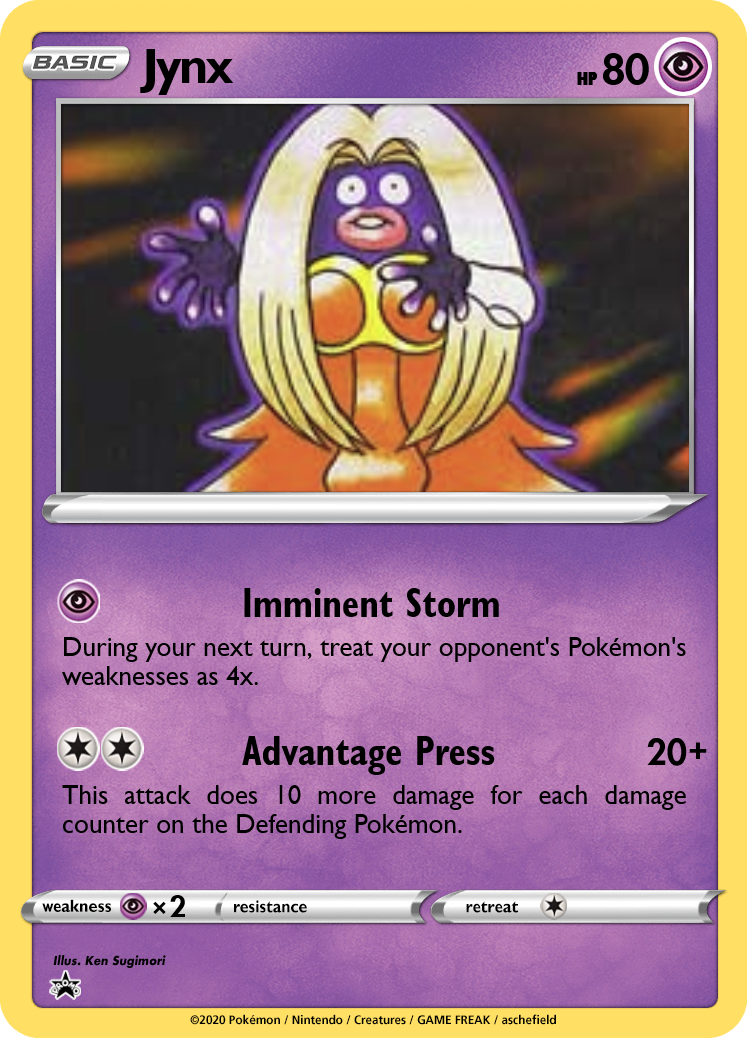 BASIC Jynx HP 80
Imminent Storm
During your next turn, treat your opponent's Pokémon's
weaknesses as 4x.
Advantage Press 20+
This attack does 10 more damage for each damage
counter on the Defending Pokémon.
weakness ×2 resistance retreat
Illus. Ken Sugimori
PROMO
©2020 Pokémon / Nintendo / Creatures / GAME FREAK / aschefield